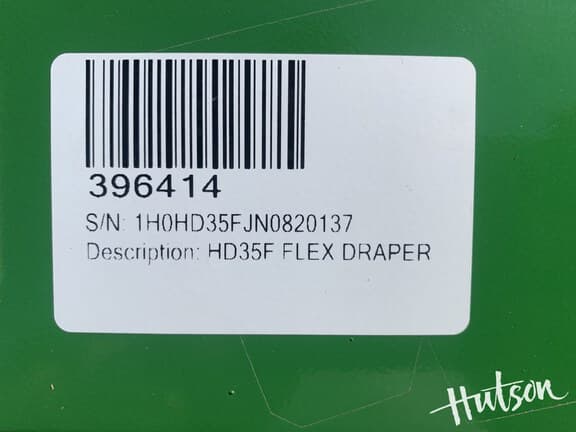 396414
S/N: 1H0HD35FJN0820137
Description: HD35F FLEX DRAPER
Hutson